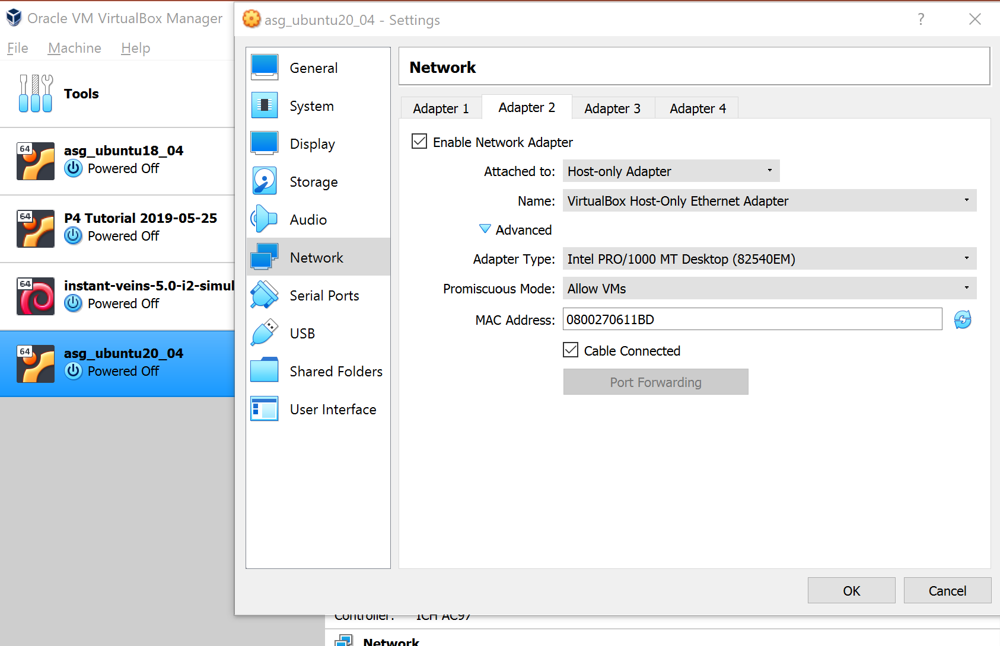 Oracle VM VirtualBox Manager
File Machine Help
Tools
64
asg_ubuntu18_04
Powered Off
64
P4 Tutorial 2019-05-25
Powered Off
64
instant-veins-5.0-i2-simul
Powered Off
64
asg_ubuntu20_04
Powered Off
asg_ubuntu20_04 - Settings
?
General
System
Display
Storage
Audio
Network
Serial Ports
USB
Shared Folders
User Interface
Network
Adapter 1 Adapter 2 Adapter 3 Adapter 4
Enable Network Adapter
Attached to: Host-only Adapter
Name: VirtualBox Host-Only Ethernet Adapter
Advanced
Adapter Type: Intel PRO/1000 MT Desktop (82540EM)
Promiscuous Mode: Allow VMs
MAC Address: 0800270611BD
Cable Connected
Port Forwarding
OK Cancel
Controller: ICH AC97
Network